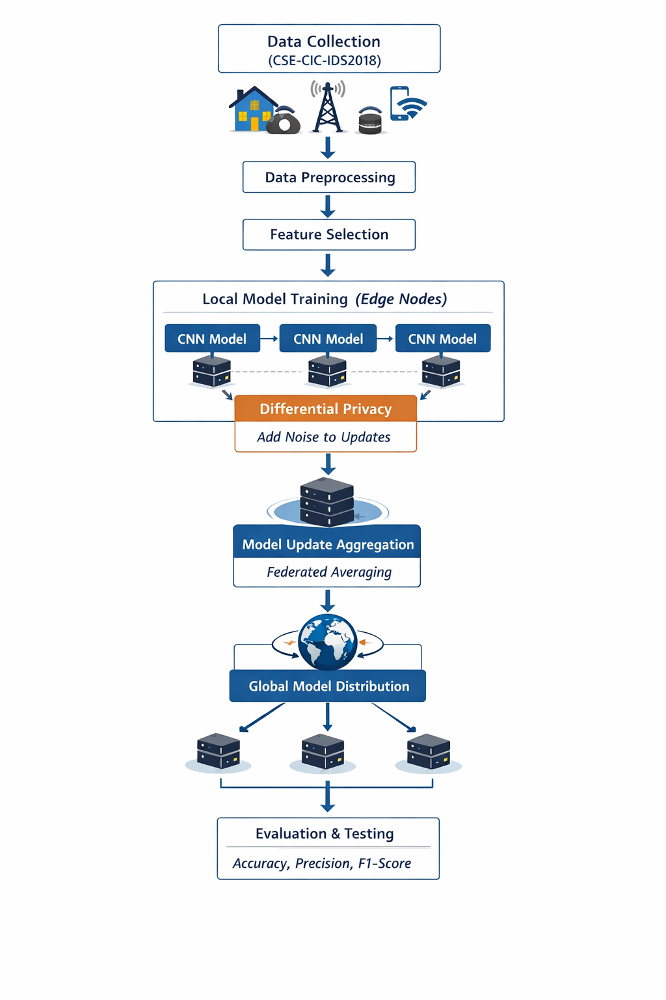 Data Collection
(CSE-CIC-IDS2018)
Data Preprocessing
Feature Selection
Local Model Training (Edge Nodes)
CNN Model CNN Model CNN Model
Differential Privacy
Add Noise to Updates
Model Update Aggregation
Federated Averaging
Global Model Distribution
Evaluation & Testing
Accuracy, Precision, F1-Score